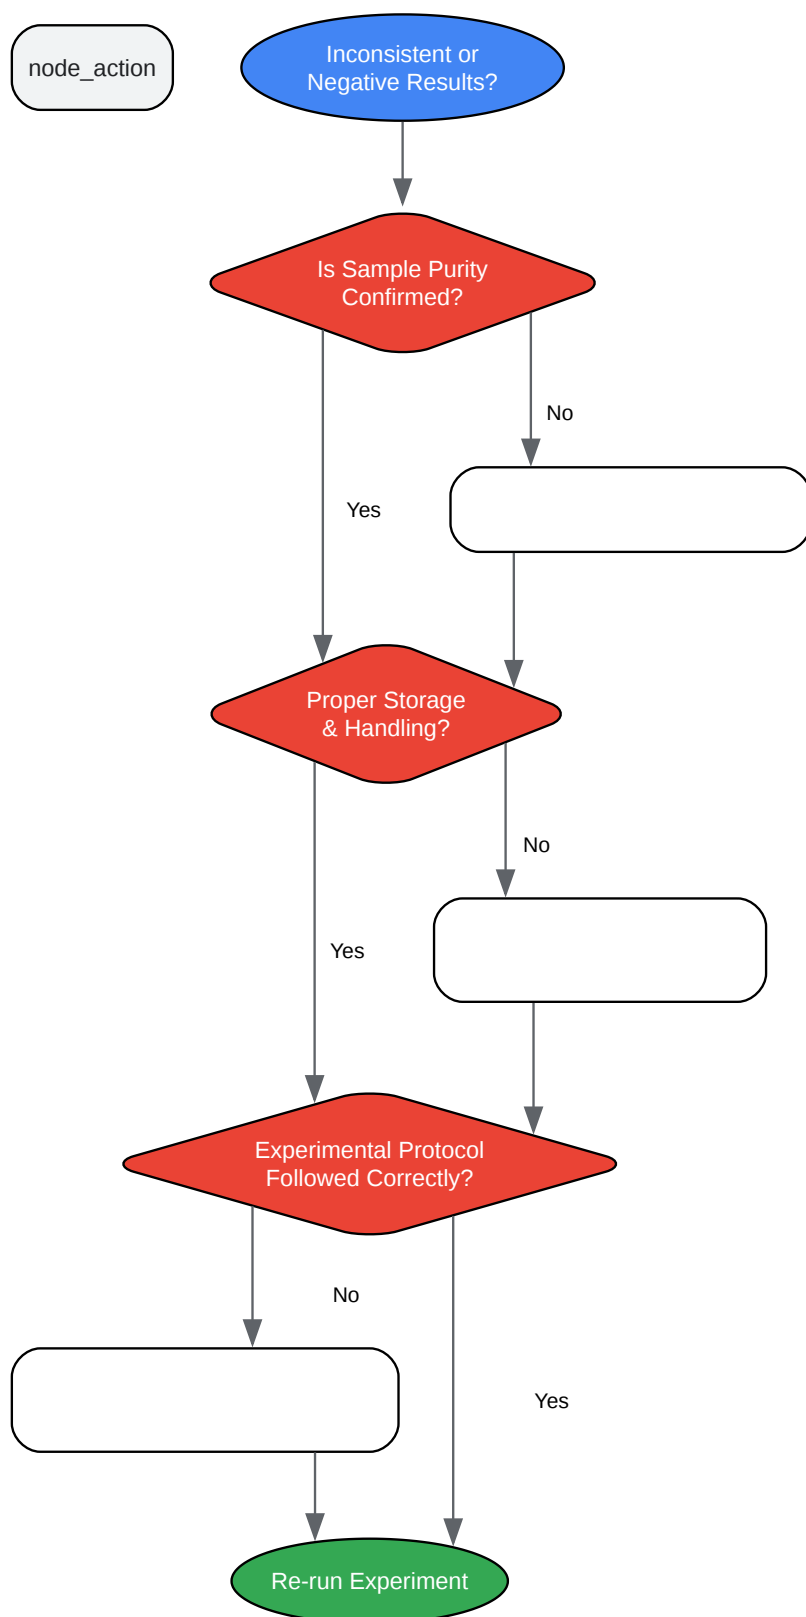 node_action
Inconsistent or
Negative Results?
Is Sample Purity
Confirmed?
No
Yes
Proper Storage
& Handling?
No
Yes
Experimental Protocol
Followed Correctly?
No
Yes
Re-run Experiment